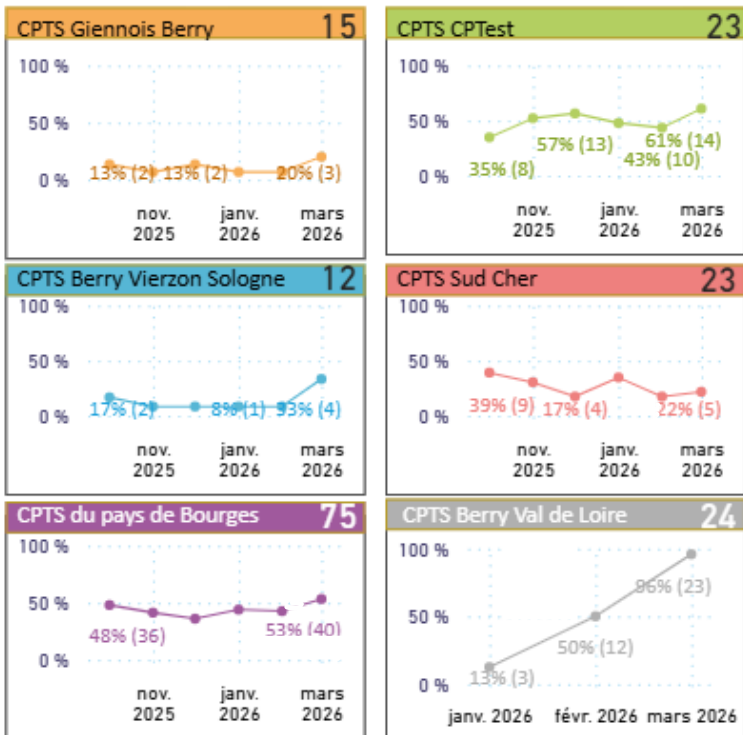 CPTS Giennois Berry 15
100 %
50 %
0 %
13% (2) 13% (2) 20% (3)
nov. 2025
janv. 2026
mars 2026
CPTS CPTest 23
100 %
50 %
0 %
35% (8)
57% (13)
43% (10)
61% (14)
nov. 2025
janv. 2026
mars 2026
CPTS Berry Vierzon Sologne 12
100 %
50 %
0 %
17% (2) 8% (1) 33% (4)
nov. 2025
janv. 2026
mars 2026
CPTS Sud Cher 23
100 %
50 %
0 %
39% (9) 17% (4) 22% (5)
nov. 2025
janv. 2026
mars 2026
CPTS du pays de Bourges 75
100 %
50 %
0 %
48% (36) 53% (40)
nov. 2025
janv. 2026
mars 2026
CPTS Berry Val de Loire 24
100 %
50 %
0 %
13% (3)
50% (12)
96% (23)
janv. 2026 févr. 2026 mars 2026